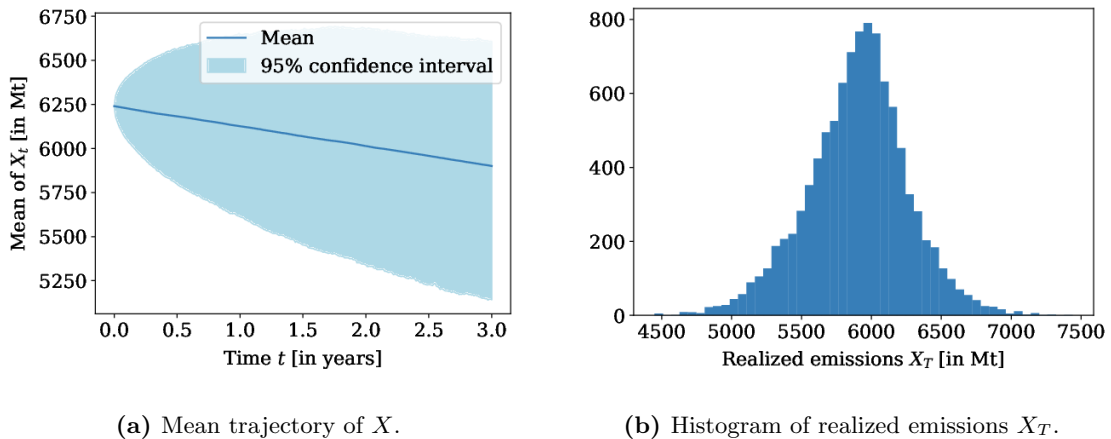 6750
6500
6250
6000
5750
5500
5250
Mean of X_t [in Mt]
Mean
95% confidence interval
0.0 0.5 1.0 1.5 2.0 2.5 3.0
Time t [in years]
(a) Mean trajectory of X.
800
600
400
200
0
4500 5000 5500 6000 6500 7000 7500
Realized emissions X_T [in Mt]
(b) Histogram of realized emissions X_T.